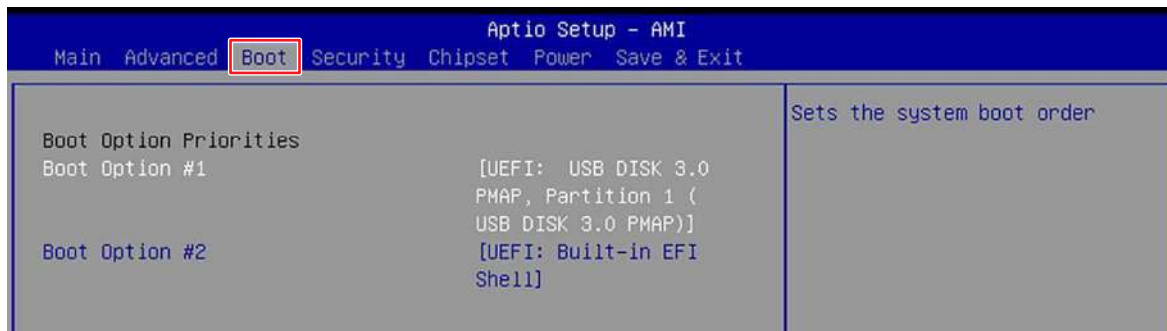 Aptio Setup – AMI
Main Advanced Boot Security Chipset Power Save & Exit
Sets the system boot order
Boot Option Priorities
Boot Option #1 [UEFI: USB DISK 3.0
PMAP, Partition 1 (
USB DISK 3.0 PMAP)]
Boot Option #2 [UEFI: Built-in EFI
Shell]